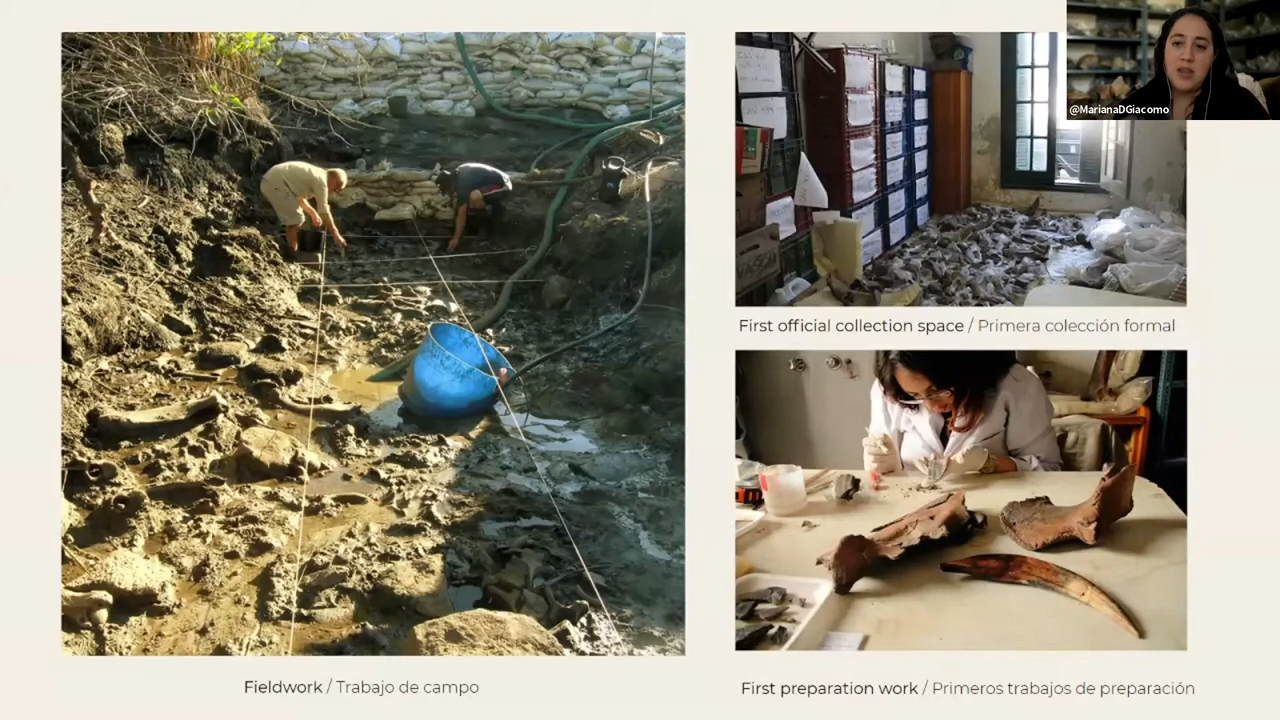 @MarianaDGiacomo
First official collection space / Primera colección formal
Fieldwork / Trabajo de campo
First preparation work / Primeros trabajos de preparación